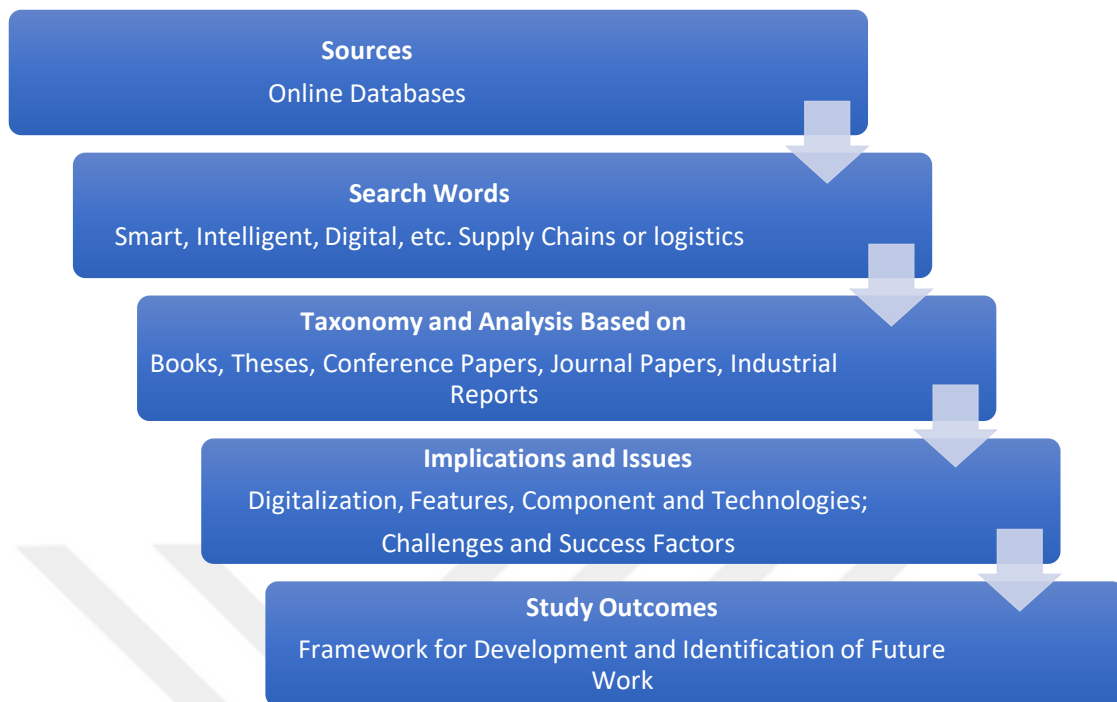 Sources
Online Databases
Search Words
Smart, Intelligent, Digital, etc. Supply Chains or logistics
Taxonomy and Analysis Based on
Books, Theses, Conference Papers, Journal Papers, Industrial
Reports
Implications and Issues
Digitalization, Features, Component and Technologies;
Challenges and Success Factors
Study Outcomes
Framework for Development and Identification of Future
Work